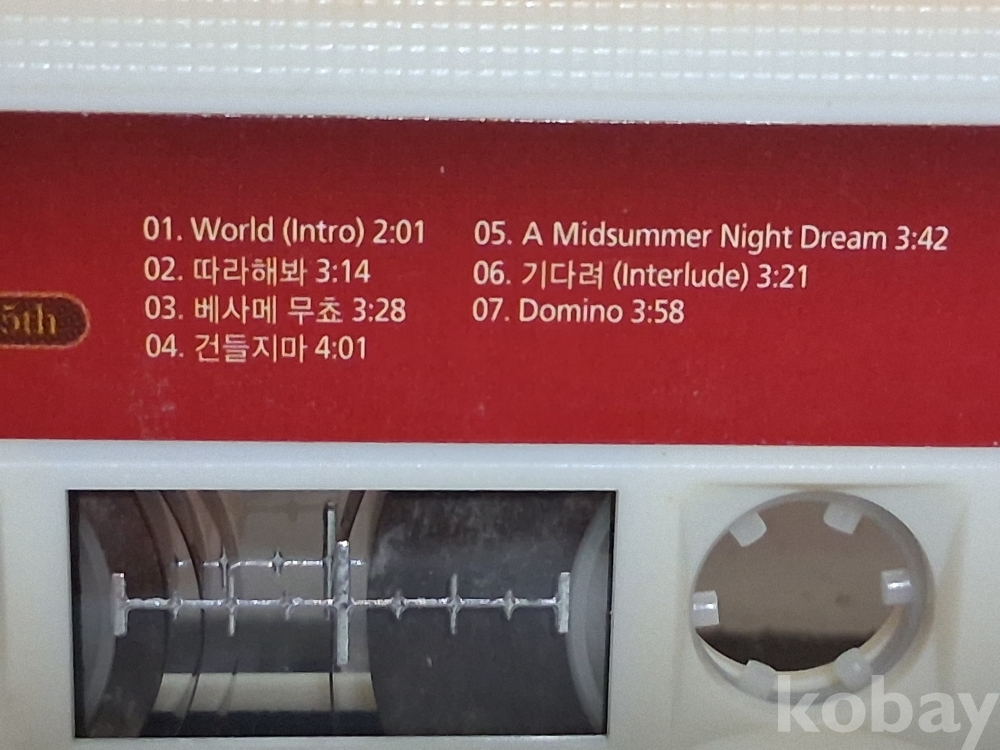 01. World (Intro) 2:01
02. 따라해봐 3:14
03. 베사메 무쵸 3:28
04. 건들지마 4:01
05. A Midsummer Night Dream 3:42
06. 기다려 (Interlude) 3:21
07. Domino 3:58
5th
kobay